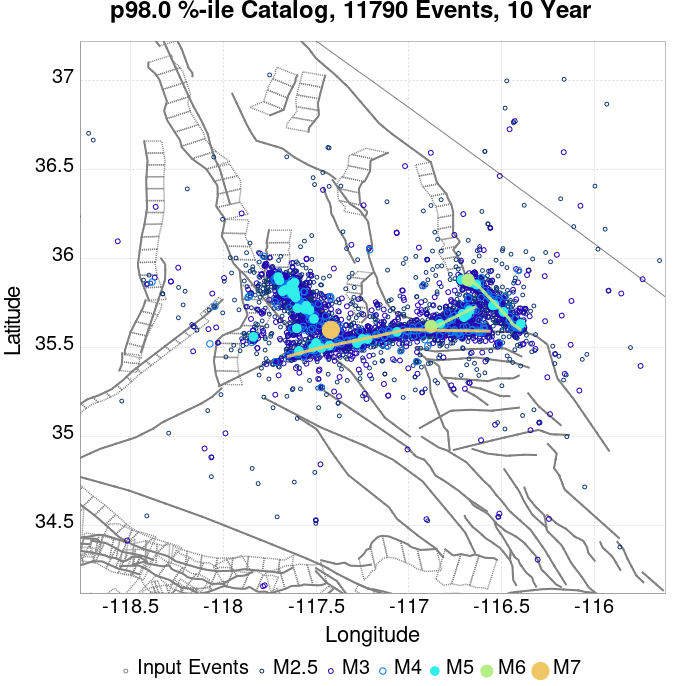 p98.0 %-ile Catalog, 11790 Events, 10 Year
37
36.5
36
35.5
35
34.5
Latitude
-118.5 -118 -117.5 -117 -116.5 -116
Longitude
Input Events M2.5 M3 M4 M5 M6 M7